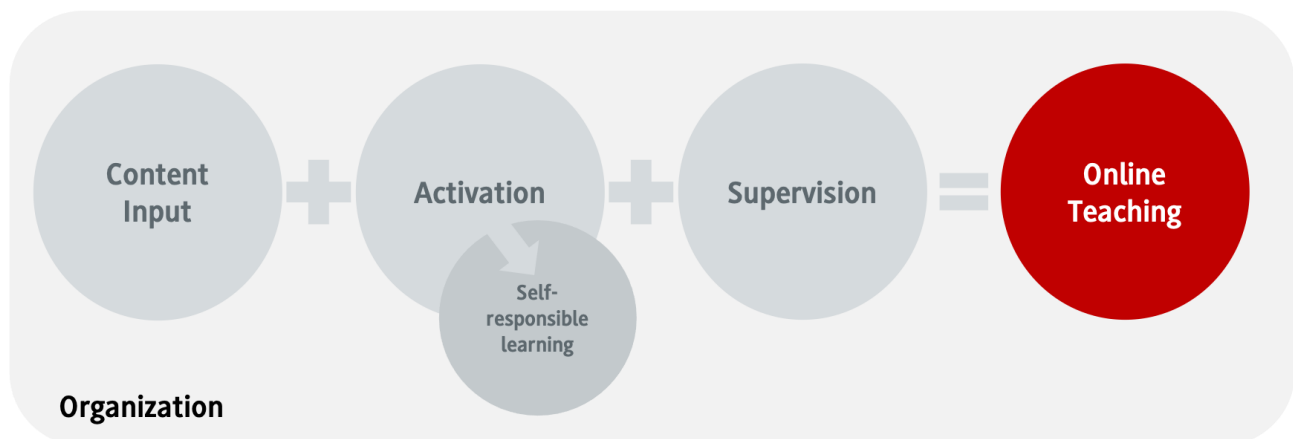 Content
Input
Activation
Self-
responsible
learning
Supervision
Online
Teaching
Organization